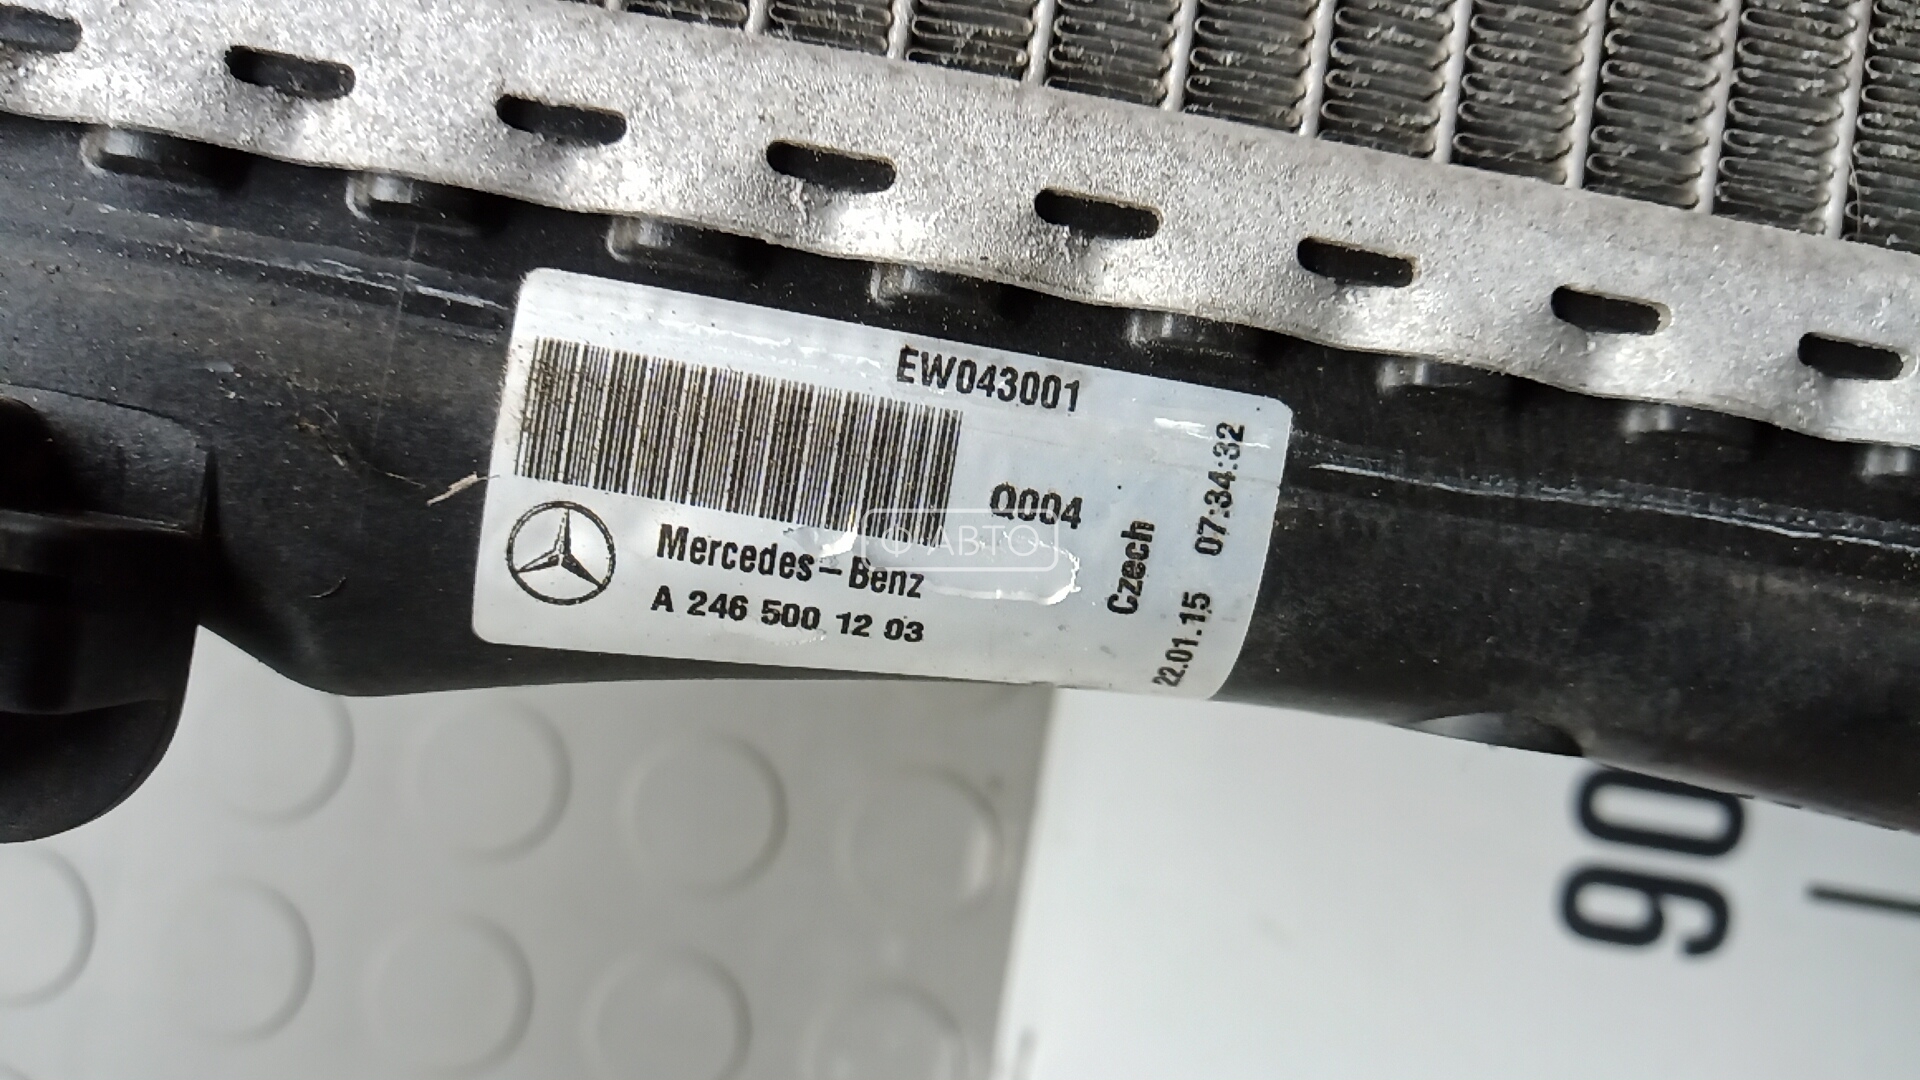 EW043001
Q004
Mercedes-Benz
A 246 500 12 03
Czech
22.01.15 07:34:32
Ф АВТО
90